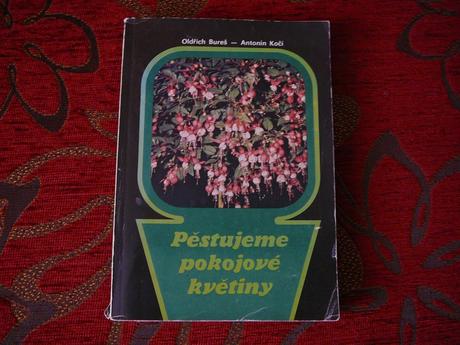 Oldřich Bureš — Antonín Kočí
Pěstujeme
pokojové
květiny